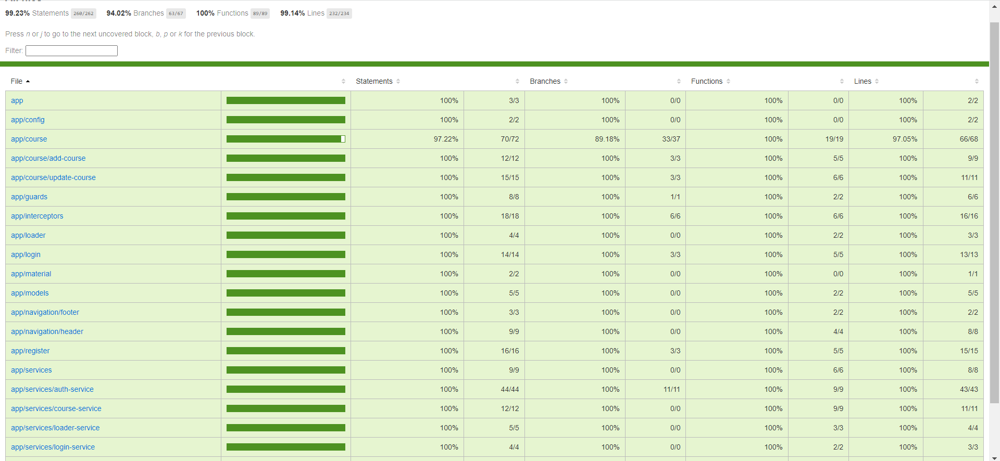 99.23% Statements 260/262 94.02% Branches 63/67 100% Functions 89/89 99.14% Lines 232/234
Press n or j to go to the next uncovered block, b, p or k for the previous block.
Filter:
File Statements Branches Functions Lines
app 100% 3/3 100% 0/0 100% 0/0 100% 2/2
app/config 100% 2/2 100% 0/0 100% 0/0 100% 2/2
app/course 97.22% 70/72 89.18% 33/37 100% 19/19 97.05% 66/68
app/course/add-course 100% 12/12 100% 3/3 100% 5/5 100% 9/9
app/course/update-course 100% 15/15 100% 3/3 100% 6/6 100% 11/11
app/guards 100% 8/8 100% 1/1 100% 2/2 100% 6/6
app/interceptors 100% 18/18 100% 6/6 100% 6/6 100% 16/16
app/loader 100% 4/4 100% 0/0 100% 2/2 100% 3/3
app/login 100% 14/14 100% 3/3 100% 5/5 100% 13/13
app/material 100% 2/2 100% 0/0 100% 0/0 100% 1/1
app/models 100% 5/5 100% 0/0 100% 2/2 100% 5/5
app/navigation/footer 100% 3/3 100% 0/0 100% 2/2 100% 2/2
app/navigation/header 100% 9/9 100% 0/0 100% 4/4 100% 8/8
app/register 100% 16/16 100% 3/3 100% 5/5 100% 15/15
app/services 100% 9/9 100% 0/0 100% 6/6 100% 8/8
app/services/auth-service 100% 44/44 100% 11/11 100% 9/9 100% 43/43
app/services/course-service 100% 12/12 100% 0/0 100% 9/9 100% 11/11
app/services/loader-service 100% 5/5 100% 0/0 100% 3/3 100% 4/4
app/services/login-service 100% 4/4 100% 0/0 100% 2/2 100% 3/3